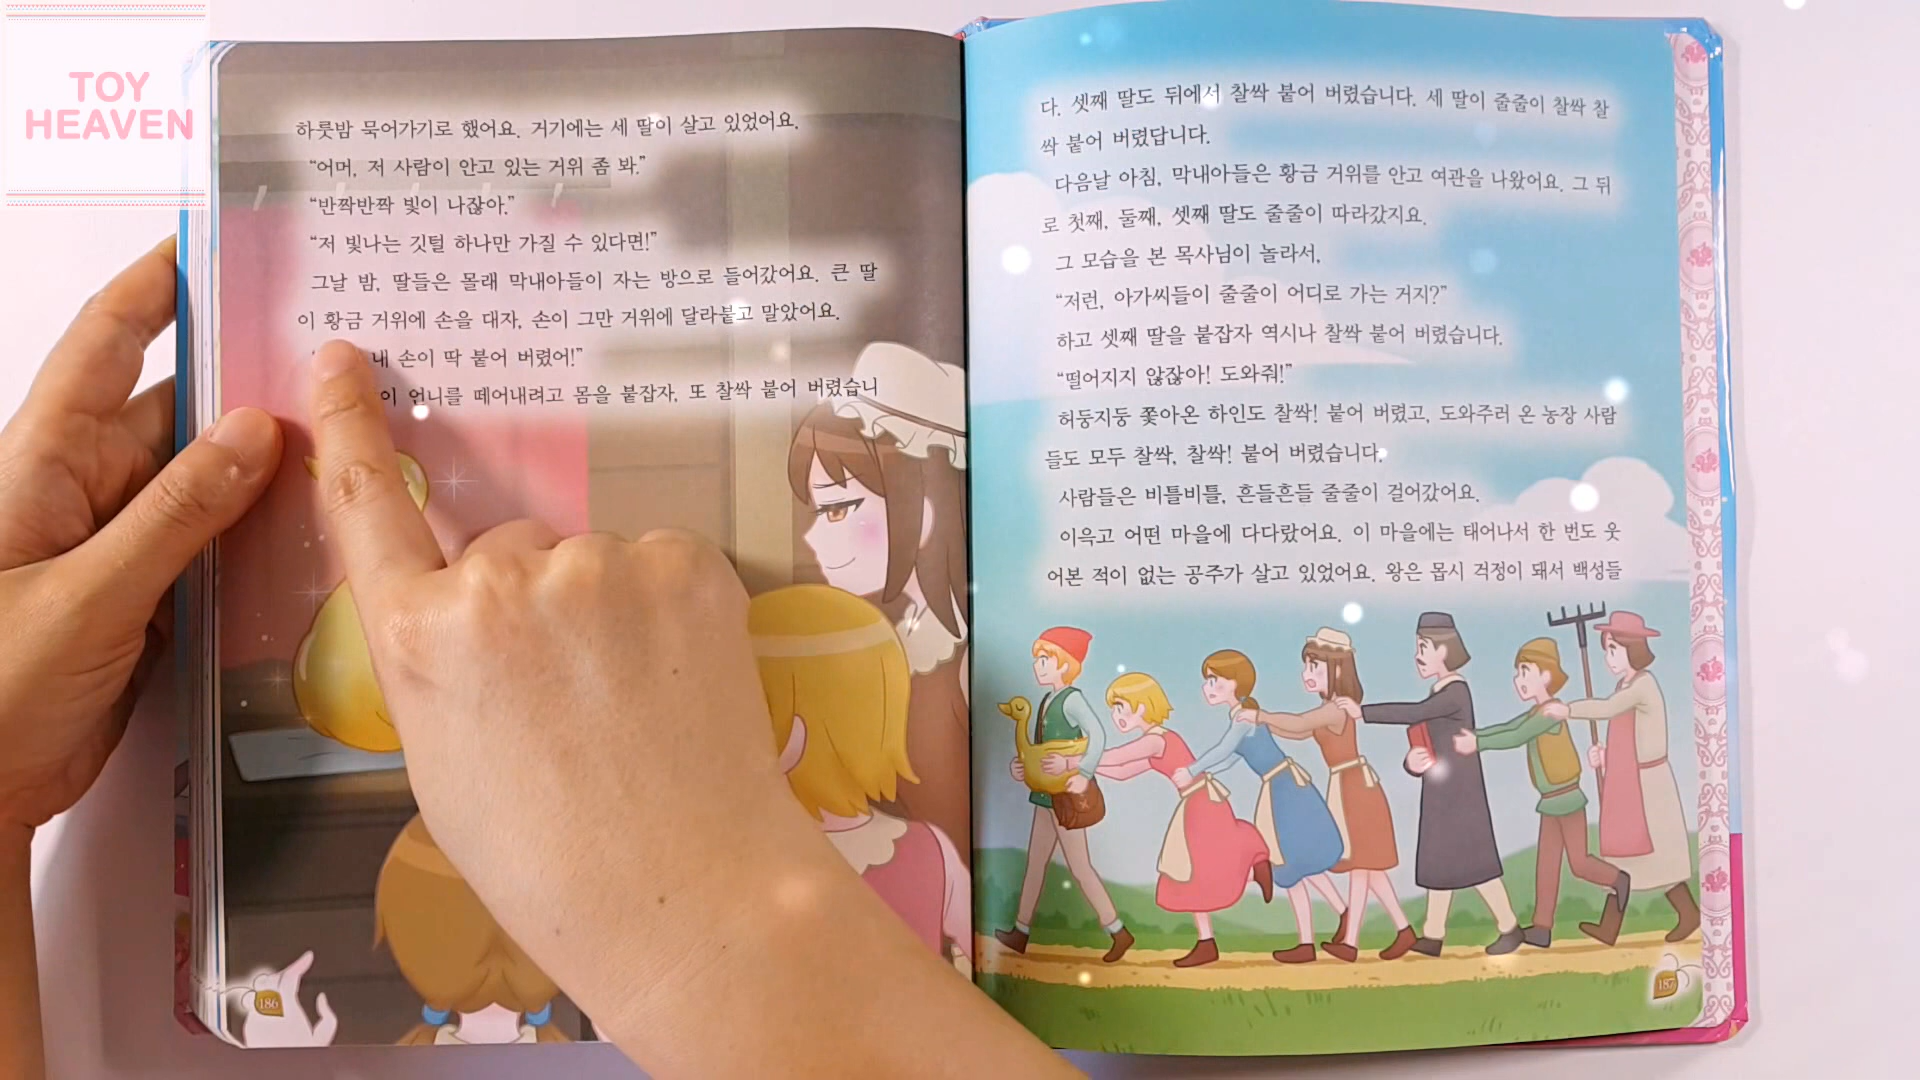 TOY
HEAVEN
하룻밤 묵어가기로 했어요. 거기에는 세 딸이 살고 있었어요.
“어머, 저 사람이 안고 있는 거위 좀 봐.”
“반짝반짝 빛이 나잖아.”
“저 빛나는 깃털 하나만 가질 수 있다면!”
그날 밤, 딸들은 몰래 막내아들이 자는 방으로 들어갔어요. 큰 딸
이 황금 거위에 손을 대자, 손이 그만 거위에 달라붙고 말았어요.
내 손이 딱 붙어 버렸어!”
이 언니를 떼어내려고 몸을 붙잡자, 또 찰싹 붙어 버렸습니
186
다. 셋째 딸도 뒤에서 찰싹 붙어 버렸습니다. 세 딸이 줄줄이 찰싹 찰
싹 붙어 버렸답니다.
다음날 아침, 막내아들은 황금 거위를 안고 여관을 나왔어요. 그 뒤
로 첫째, 둘째, 셋째 딸도 줄줄이 따라갔지요.
그 모습을 본 목사님이 놀라서,
“저런, 아가씨들이 줄줄이 어디로 가는 거지?”
하고 셋째 딸을 붙잡자 역시나 찰싹 붙어 버렸습니다.
“떨어지지 않잖아! 도와줘!”
허둥지둥 쫓아온 하인도 찰싹! 붙어 버렸고, 도와주러 온 농장 사람
들도 모두 찰싹, 찰싹! 붙어 버렸습니다.
사람들은 비틀비틀, 흔들흔들 줄줄이 걸어갔어요.
이윽고 어떤 마을에 다다랐어요. 이 마을에는 태어나서 한 번도 웃
어본 적이 없는 공주가 살고 있었어요. 왕은 몹시 걱정이 돼서 백성들
187